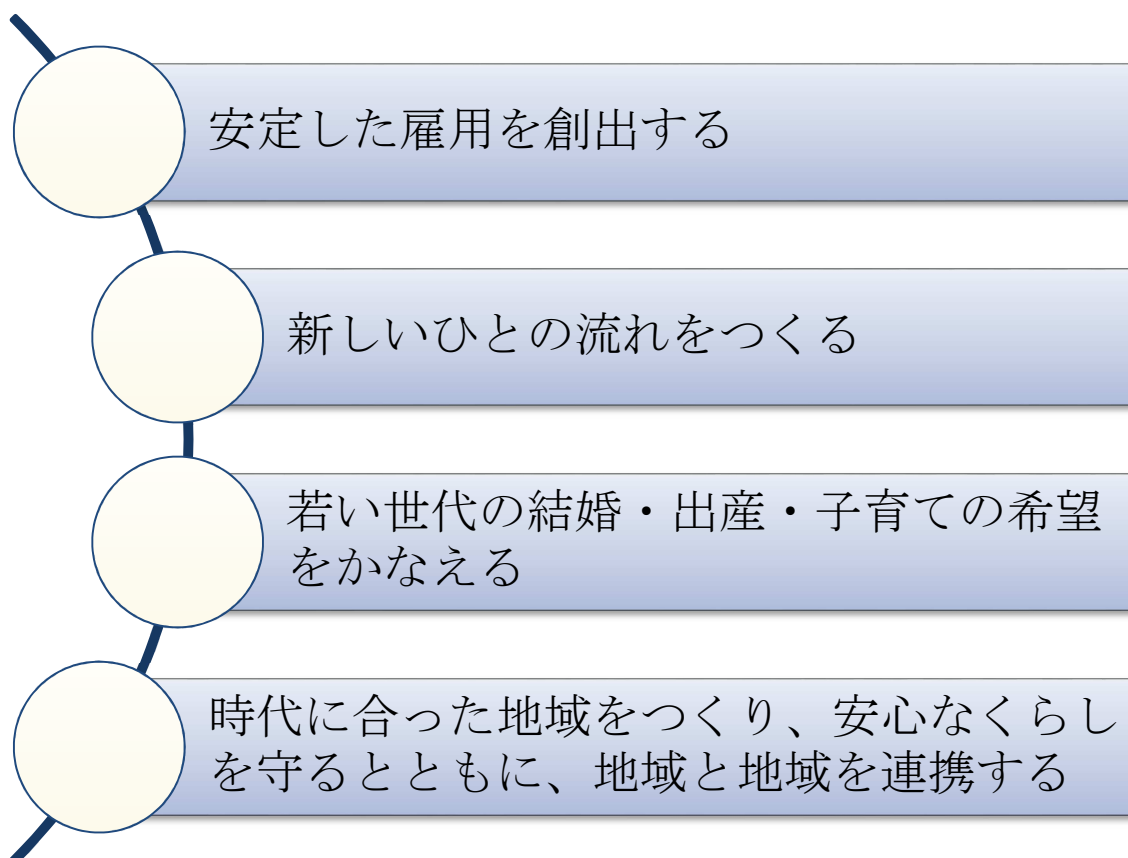 安定した雇用を創出する
新しいひとの流れをつくる
若い世代の結婚・出産・子育ての希望
をかなえる
時代に合った地域をつくり、安心なくらし
を守るとともに、地域と地域を連携する